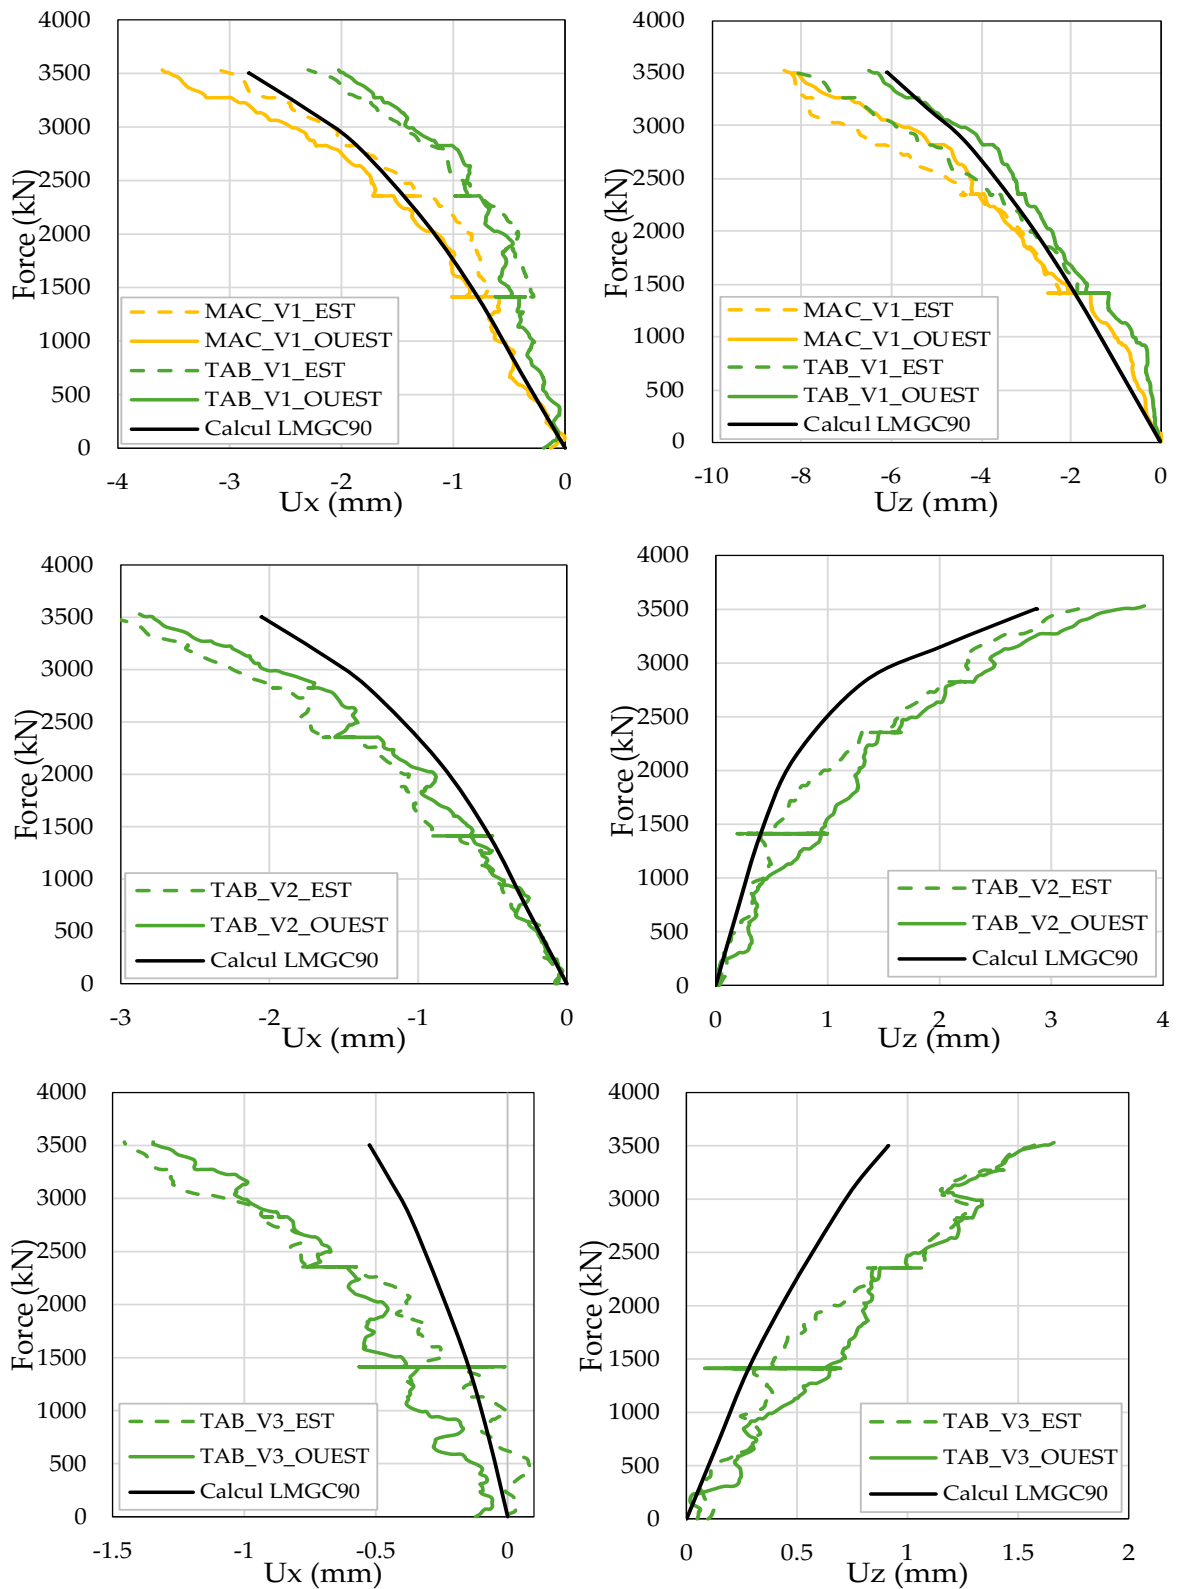 4000
3500
3000
2500
2000
1500
1000
500
0
Force (kN)
-4
-3
-2
-1
0
Ux (mm)
MAC_V1_EST
MAC_V1_OUEST
TAB_V1_EST
TAB_V1_OUEST
Calcul LMGC90
4000
3500
3000
2500
2000
1500
1000
500
0
Force (kN)
-10
-8
-6
-4
-2
0
Uz (mm)
MAC_V1_EST
MAC_V1_OUEST
TAB_V1_EST
TAB_V1_OUEST
Calcul LMGC90
4000
3500
3000
2500
2000
1500
1000
500
0
Force (kN)
-3
-2
-1
0
Ux (mm)
TAB_V2_EST
TAB_V2_OUEST
Calcul LMGC90
4000
3500
3000
2500
2000
1500
1000
500
0
Force (kN)
0
1
2
3
4
Uz (mm)
TAB_V2_EST
TAB_V2_OUEST
Calcul LMGC90
4000
3500
3000
2500
2000
1500
1000
500
0
Force (kN)
-1.5
-1
-0.5
0
Ux (mm)
TAB_V3_EST
TAB_V3_OUEST
Calcul LMGC90
4000
3500
3000
2500
2000
1500
1000
500
0
Force (kN)
0
0.5
1
1.5
2
Uz (mm)
TAB_V3_EST
TAB_V3_OUEST
Calcul LMGC90